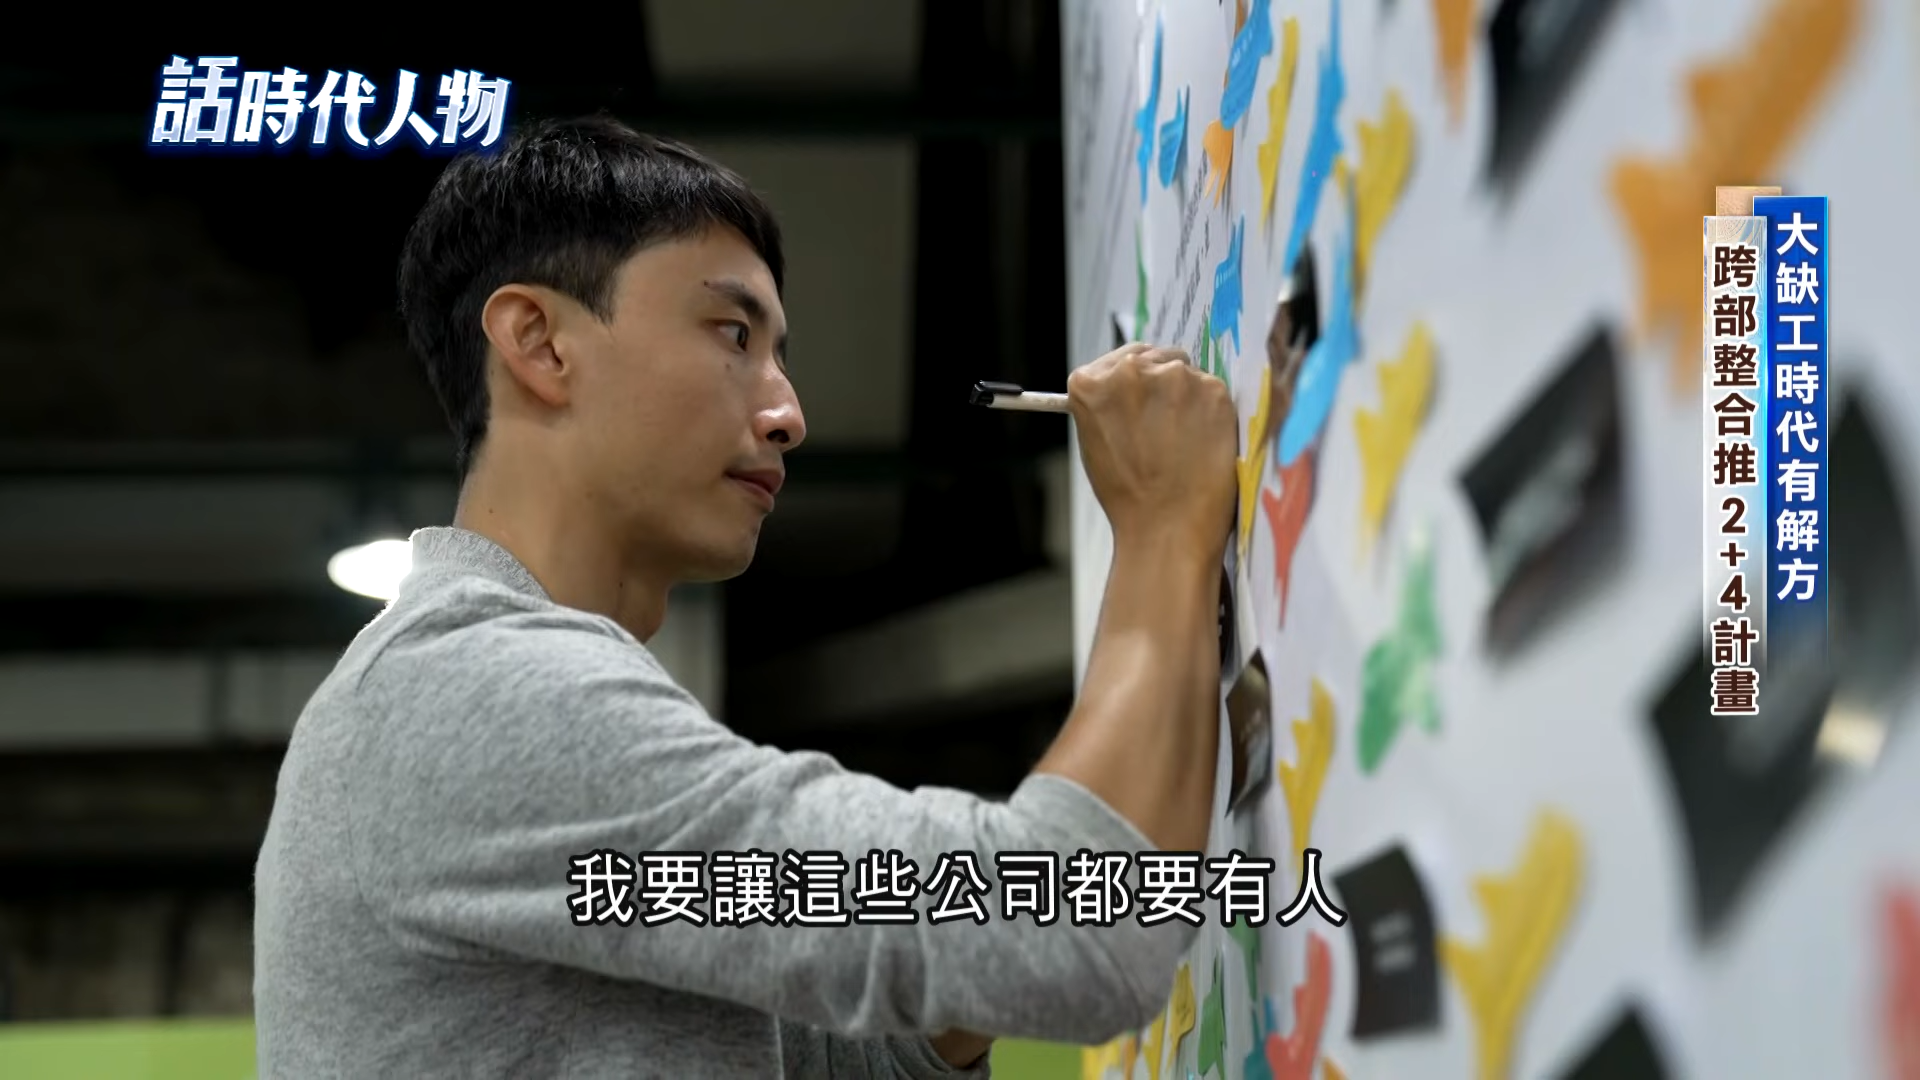 話時代人物
大缺工時代有解方
跨部整合推2+4計畫
我要讓這些公司都要有人